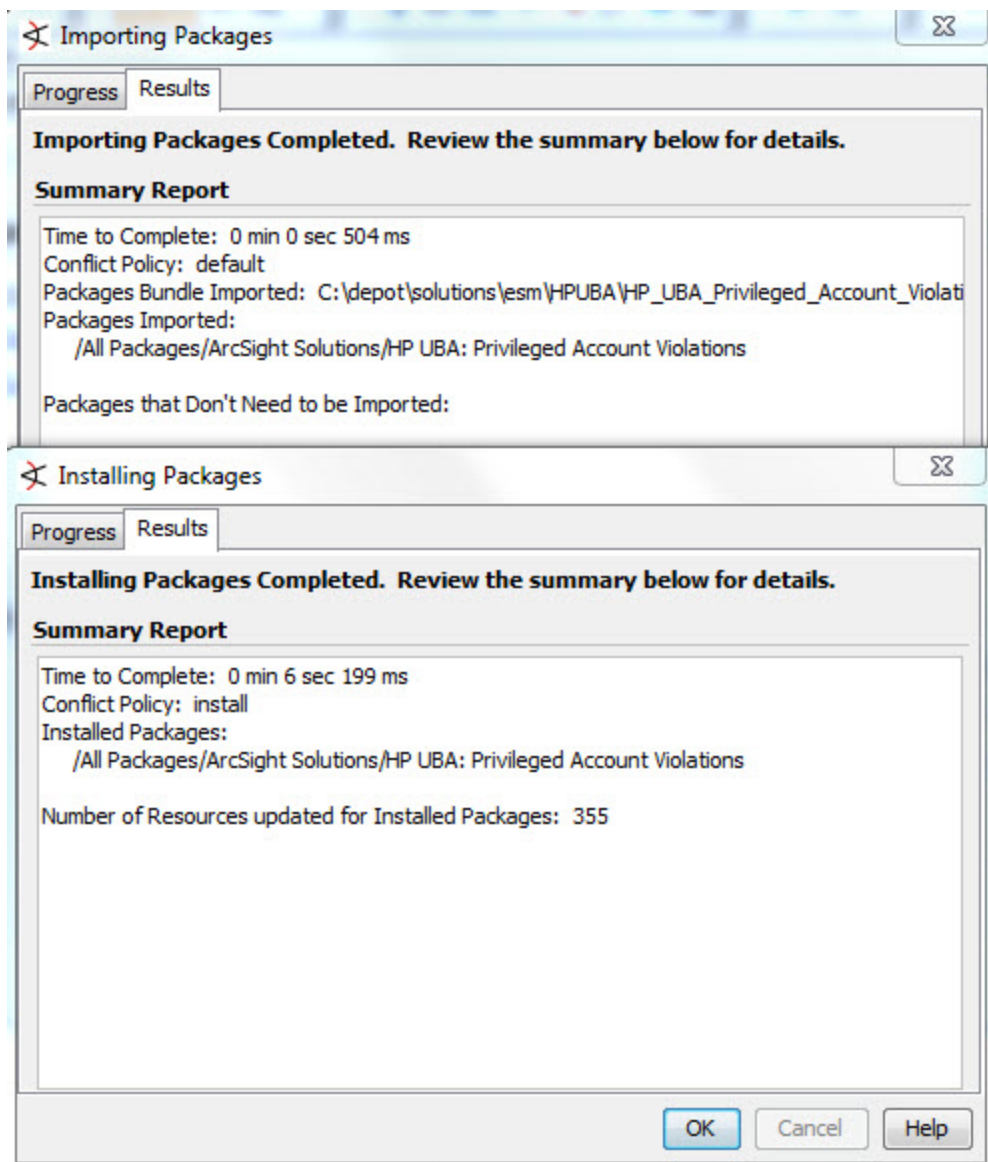 Importing Packages
Progress Results
Importing Packages Completed. Review the summary below for details.
Summary Report
Time to Complete: 0 min 0 sec 504 ms
Conflict Policy: default
Packages Bundle Imported: C:\depot\solutions\esm\HPUBA\HP_UBA_Privileged_Account_Violati
Packages Imported:
/All Packages/ArcSight Solutions/HP UBA: Privileged Account Violations
Packages that Don't Need to be Imported:
Installing Packages
Progress Results
Installing Packages Completed. Review the summary below for details.
Summary Report
Time to Complete: 0 min 6 sec 199 ms
Conflict Policy: install
Installed Packages:
/All Packages/ArcSight Solutions/HP UBA: Privileged Account Violations
Number of Resources updated for Installed Packages: 355
OK Cancel Help